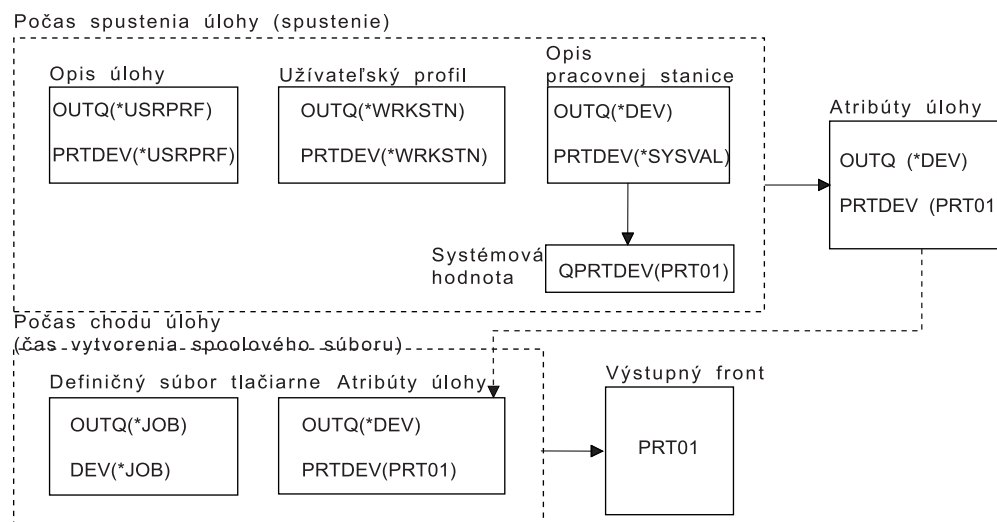 Počas spustenia úlohy (spustenie)
Opis úlohy
OUTQ(*USRPRF)
PRTDEV(*USRPRF)
Užívateľský profil
OUTQ(*WRKSTN)
PRTDEV(*WRKSTN)
Opis
pracovnej stanice
OUTQ(*DEV)
PRTDEV(*SYSVAL)
Systémová
hodnota
QPRTDEV(PRT01)
Atribúty úlohy
OUTQ (*DEV)
PRTDEV (PRT01
Počas chodu úlohy
(čas vytvorenia spoolového súboru)
Definičný súbor tlačiarne
OUTQ(*JOB)
DEV(*JOB)
Atribúty úlohy
OUTQ(*DEV)
PRTDEV(PRT01)
Výstupný front
PRT01